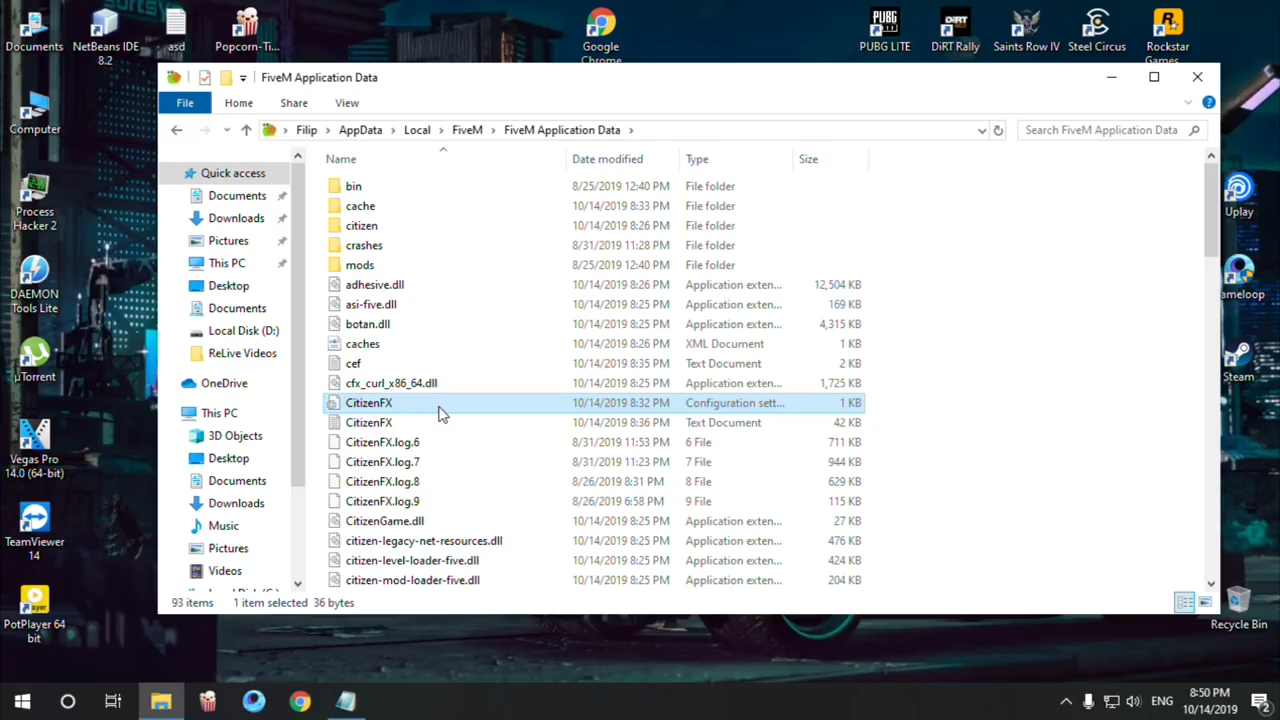 Documents
NetBeans IDE
8.2
asd
Popcorn-Ti...
Google
Chrome
PUBG LITE
DiRT Rally
Saints Row IV
Steel Circus
Rockstar
Games
FiveM Application Data
File Home Share View
Filip AppData Local FiveM FiveM Application Data
Search FiveM Application Data
Computer
Process
Hacker 2
DAEMON
Tools Lite
µTorrent
Vegas Pro
14.0 (64-bit)
TeamViewer
14
PotPlayer 64
bit
Quick access
Documents
Downloads
Pictures
This PC
Desktop
Documents
Local Disk (D:)
ReLive Videos
OneDrive
This PC
3D Objects
Desktop
Documents
Downloads
Music
Pictures
Videos
Name Date modified Type Size
bin 8/25/2019 12:40 PM File folder
cache 10/14/2019 8:33 PM File folder
citizen 10/14/2019 8:26 PM File folder
crashes 8/31/2019 11:28 PM File folder
mods 8/25/2019 12:40 PM File folder
adhesive.dll 10/14/2019 8:26 PM Application exten... 12,504 KB
asi-five.dll 10/14/2019 8:25 PM Application exten... 169 KB
botan.dll 10/14/2019 8:25 PM Application exten... 4,315 KB
caches 10/14/2019 8:26 PM XML Document 1 KB
cef 10/14/2019 8:35 PM Text Document 2 KB
cfx_curl_x86_64.dll 10/14/2019 8:25 PM Application exten... 1,725 KB
CitizenFX 10/14/2019 8:32 PM Configuration sett... 1 KB
CitizenFX 10/14/2019 8:36 PM Text Document 42 KB
CitizenFX.log.6 8/31/2019 11:53 PM 6 File 711 KB
CitizenFX.log.7 8/31/2019 11:23 PM 7 File 944 KB
CitizenFX.log.8 8/26/2019 8:31 PM 8 File 629 KB
CitizenFX.log.9 8/26/2019 6:58 PM 9 File 115 KB
CitizenGame.dll 10/14/2019 8:25 PM Application exten... 27 KB
citizen-legacy-net-resources.dll 10/14/2019 8:25 PM Application exten... 476 KB
citizen-level-loader-five.dll 10/14/2019 8:25 PM Application exten... 424 KB
citizen-mod-loader-five.dll 10/14/2019 8:25 PM Application exten... 204 KB
93 items 1 item selected 36 bytes
Uplay
ameloop
Steam
Recycle Bin
ENG
8:50 PM
10/14/2019
2